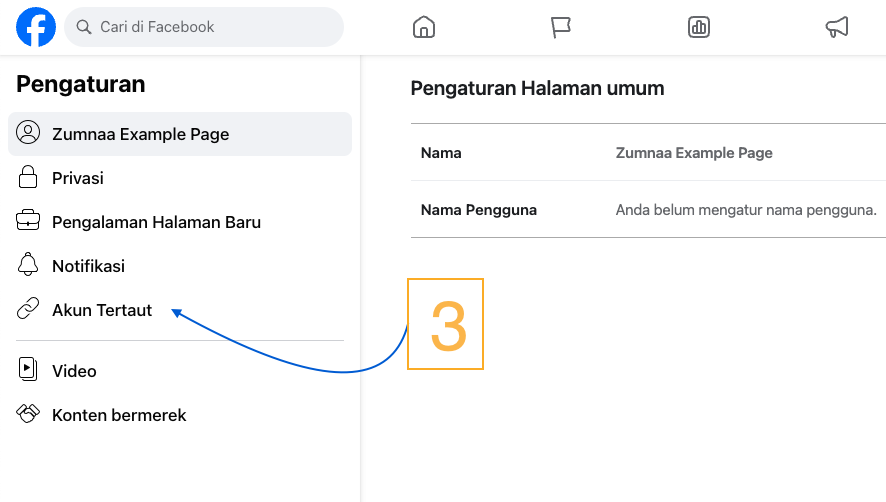 Cari di Facebook
Pengaturan
Zumnaa Example Page
Privasi
Pengalaman Halaman Baru
Notifikasi
Akun Tertaut
Video
Konten bermerek
Pengaturan Halaman umum
Nama Zumnaa Example Page
Nama Pengguna Anda belum mengatur nama pengguna.
3